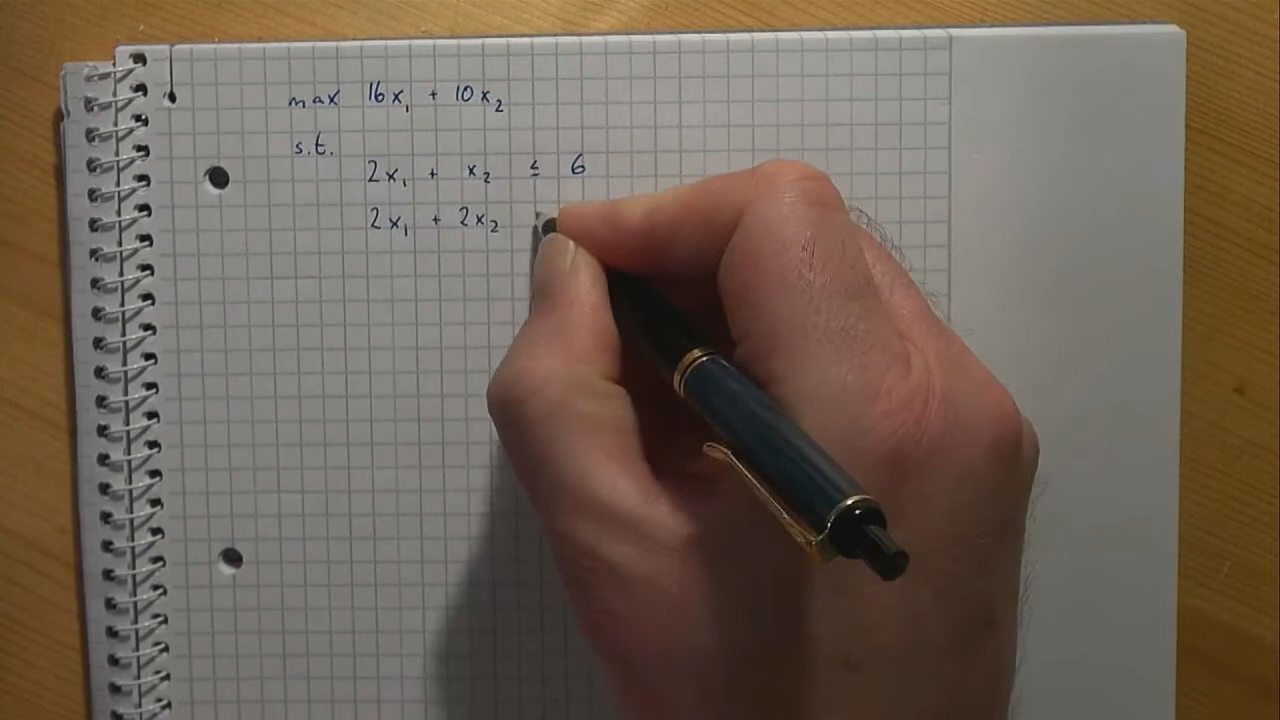 max 16x₁ + 10x₂
s.t.
2x₁ + x₂ ≤ 6
2x₁ + 2x₂